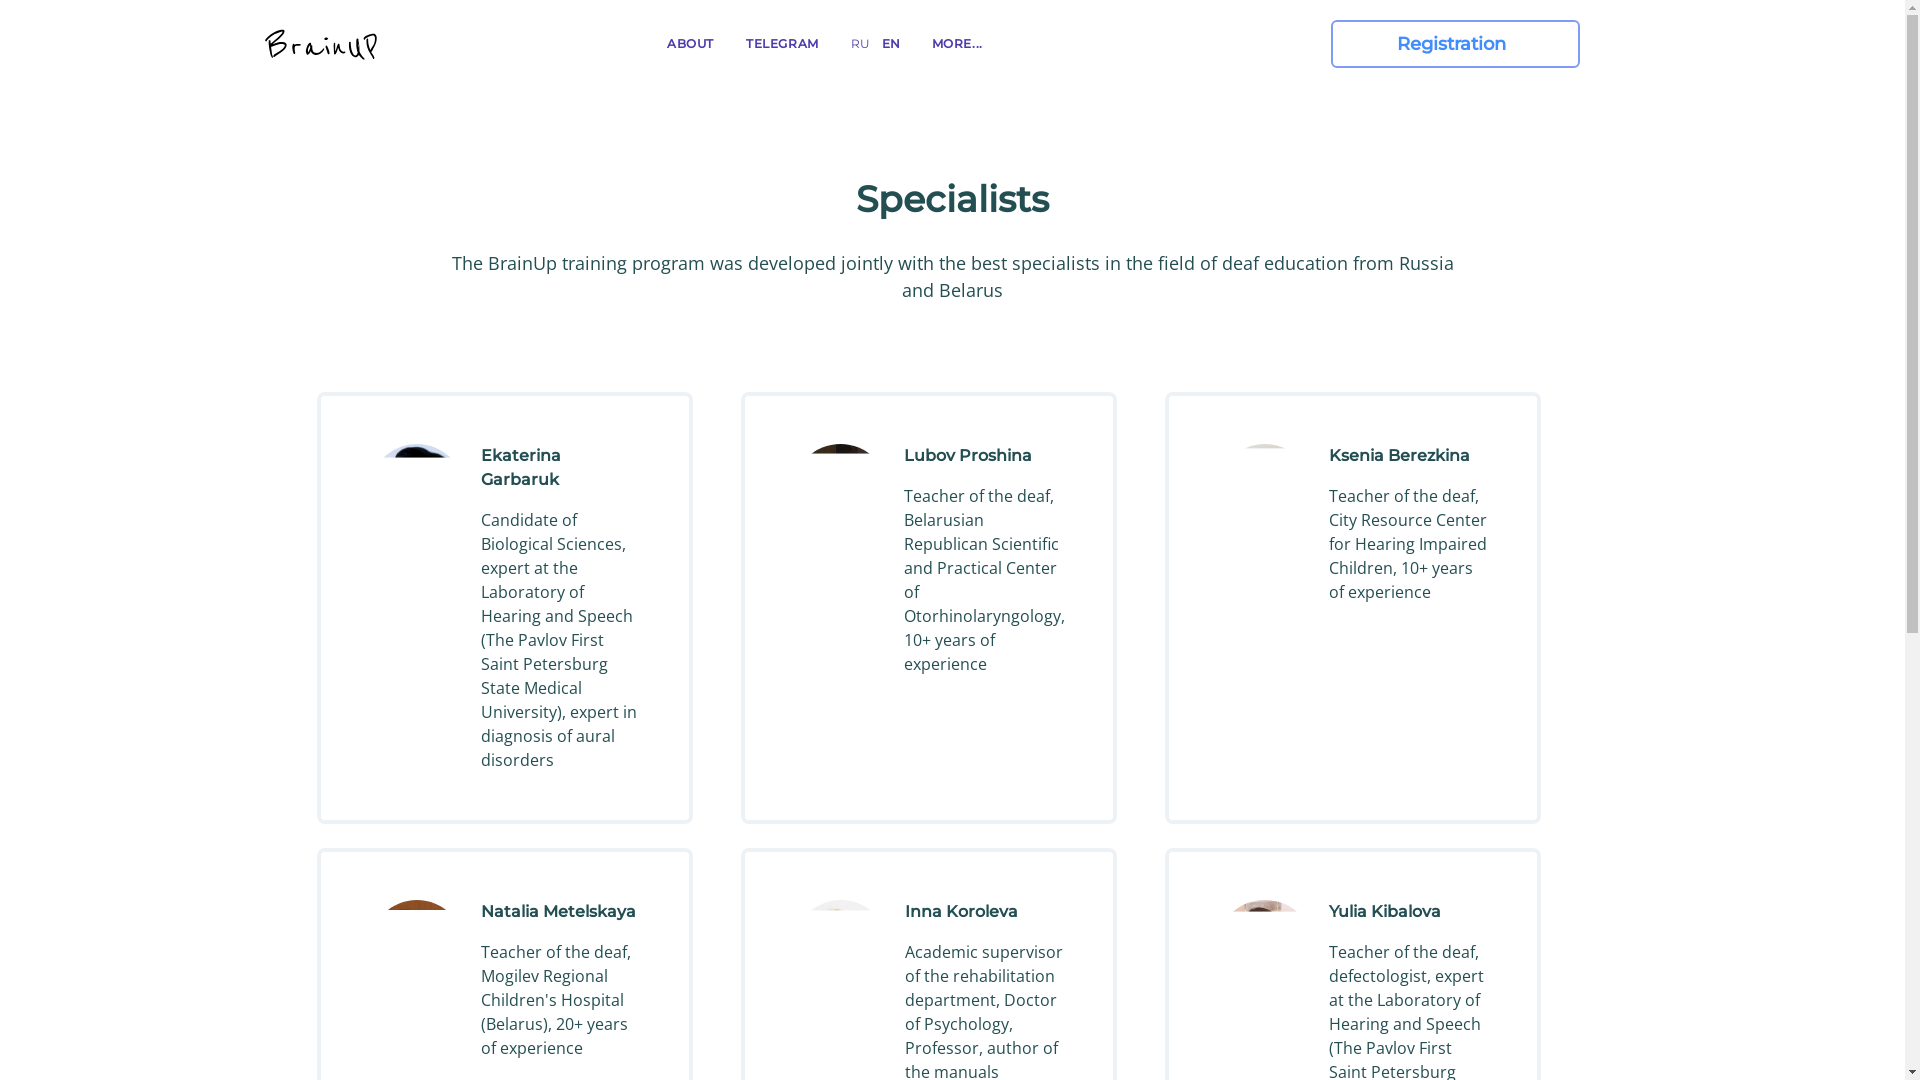 BrainUP
ABOUT
TELEGRAM
RU
EN
MORE...
Registration
Specialists
The BrainUp training program was developed jointly with the best specialists in the field of deaf education from Russia
and Belarus
Ekaterina
Garbaruk
Candidate of
Biological Sciences,
expert at the
Laboratory of
Hearing and Speech
(The Pavlov First
Saint Petersburg
State Medical
University), expert in
diagnosis of aural
disorders
Lubov Proshina
Teacher of the deaf,
Belarusian
Republican Scientific
and Practical Center
of
Otorhinolaryngology,
10+ years of
experience
Ksenia Berezkina
Teacher of the deaf,
City Resource Center
for Hearing Impaired
Children, 10+ years
of experience
Natalia Metelskaya
Teacher of the deaf,
Mogilev Regional
Children's Hospital
(Belarus), 20+ years
of experience
Inna Koroleva
Academic supervisor
of the rehabilitation
department, Doctor
of Psychology,
Professor, author of
the manuals
Yulia Kibalova
Teacher of the deaf,
defectologist, expert
at the Laboratory of
Hearing and Speech
(The Pavlov First
Saint Petersburg